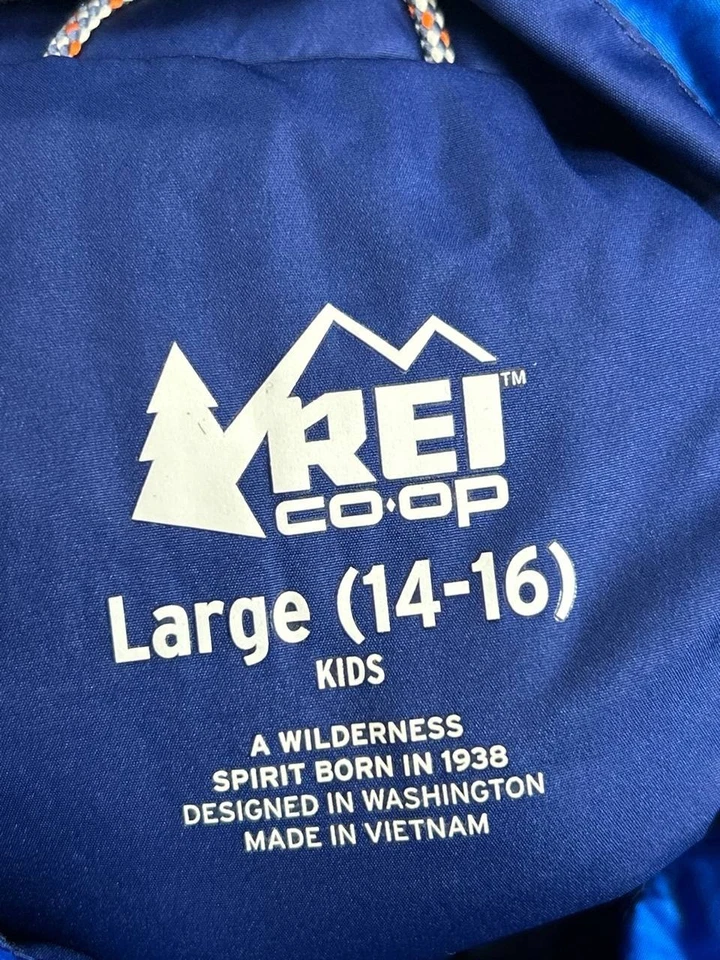 REI™
CO·OP
Large (14-16)
KIDS
A WILDERNESS
SPIRIT BORN IN 1938
DESIGNED IN WASHINGTON
MADE IN VIETNAM